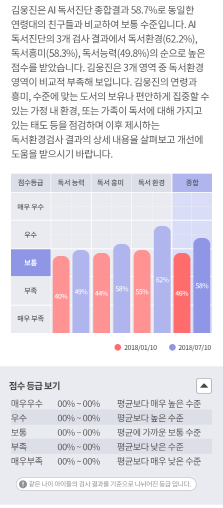 김웅진은 AI 독서진단 종합결과 58.7%로 동일한
연령대의 친구들과 비교하여 보통 수준입니다. AI
독서진단의 3개 검사 결과에서 독서환경(62.2%),
독서흥미(58.3%), 독서능력(49.8%)의 순으로 높은
점수를 받았습니다. 김웅진은 3개 영역 중 독서환경
영역이 비교적 부족해 보입니다. 김웅진의 연령과
흥미, 수준에 맞는 도서의 보유나 편안하게 집중할 수
있는 가정 내 환경, 또는 가족이 독서에 대해 가지고
있는 태도 등을 점검하며 이후 제시하는
독서환경검사 결과의 상세 내용을 살펴보고 개선에
도움을 받으시기 바랍니다.
점수등급 독서 능력 독서 흥미 독서 환경 종합
매우 우수
우수
보통
부족
매우 부족
40% 49% 44% 58% 55% 62% 46% 58%
2018/01/10 2018/07/10
점수 등급 보기
매우우수 00% ~ 00% 평균보다 매우 높은 수준
우수 00% ~ 00% 평균보다 높은 수준
보통 00% ~ 00% 평균에 가까운 보통 수준
부족 00% ~ 00% 평균보다 낮은 수준
매우부족 00% ~ 00% 평균보다 매우 낮은 수준
같은 나이 아이들의 검사 결과를 기준으로 나뉘어진 등급 입니다.